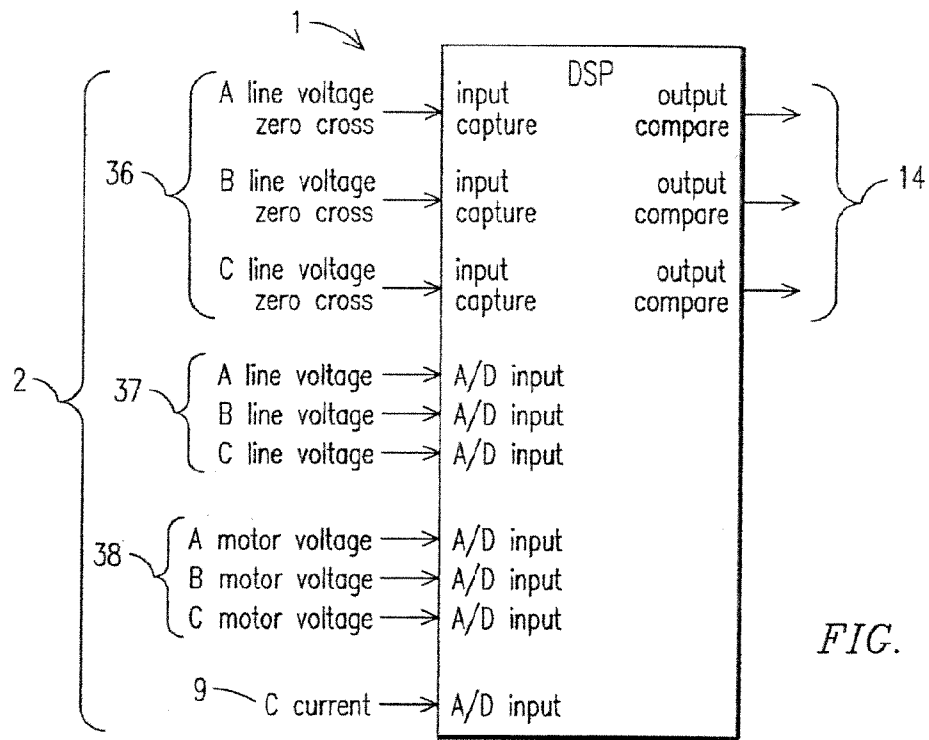 1
DSP
A line voltage zero cross
input capture
output compare
36
B line voltage zero cross
input capture
output compare
14
C line voltage zero cross
input capture
output compare
2
37
A line voltage
A/D input
B line voltage
A/D input
C line voltage
A/D input
38
A motor voltage
A/D input
B motor voltage
A/D input
C motor voltage
A/D input
FIG.
9
C current
A/D input